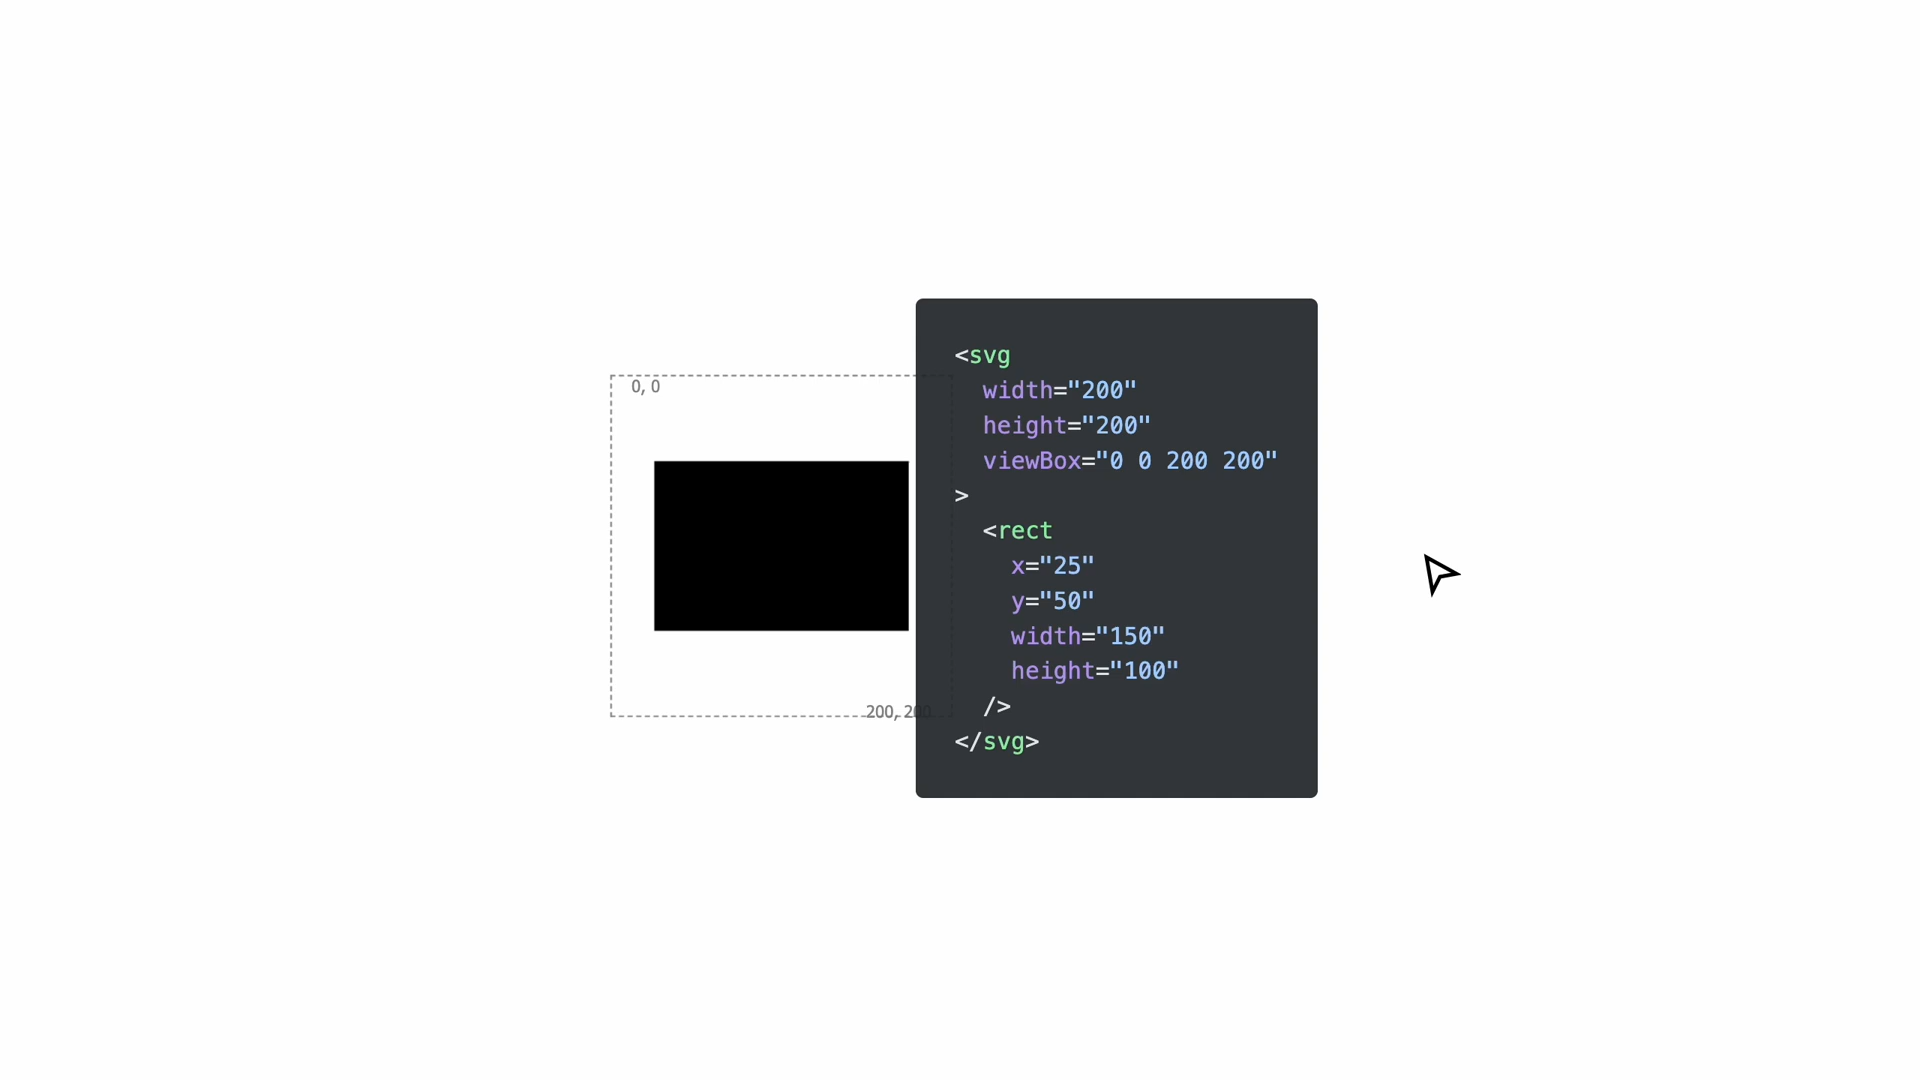 0, 0
200, 200
<svg
  width="200"
  height="200"
  viewBox="0 0 200 200"
>
  <rect
    x="25"
    y="50"
    width="150"
    height="100"
  />
</svg>